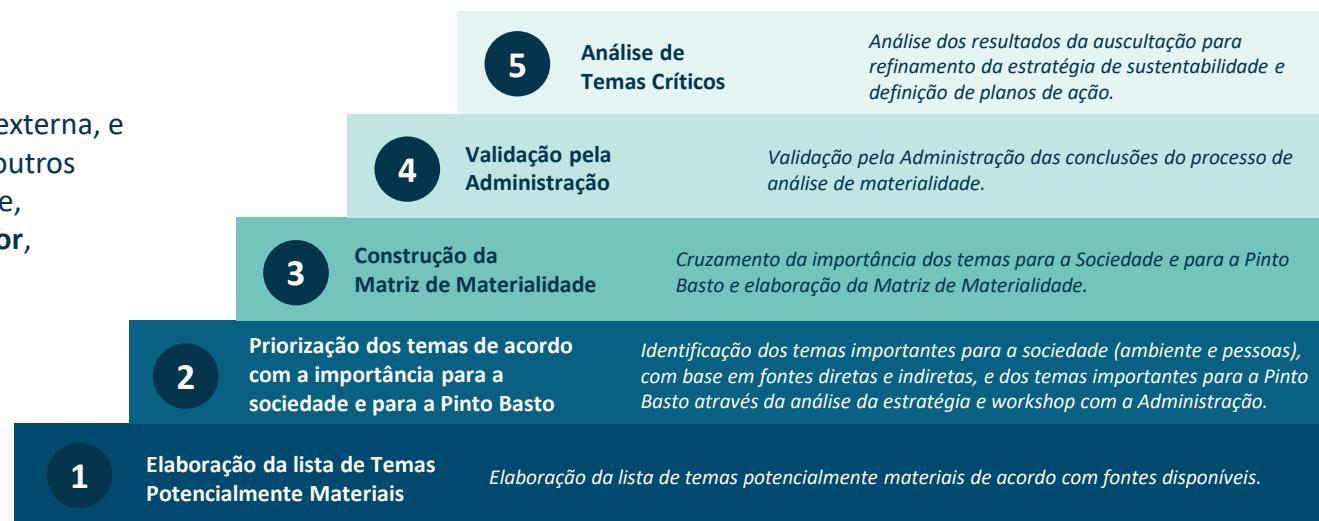 5
Análise de
Temas Críticos
Análise dos resultados da auscultação para
refinamento da estratégia de sustentabilidade e
definição de planos de ação.
externa, e
outros
e,
or,
4
Validação pela
Administração
Validação pela Administração das conclusões do processo de
análise de materialidade.
3
Construção da
Matriz de Materialidade
Cruzamento da importância dos temas para a Sociedade e para a Pinto
Basto e elaboração da Matriz de Materialidade.
2
Priorização dos temas de acordo
com a importância para a
sociedade e para a Pinto Basto
Identificação dos temas importantes para a sociedade (ambiente e pessoas),
com base em fontes diretas e indiretas, e dos temas importantes para a Pinto
Basto através da análise da estratégia e workshop com a Administração.
1
Elaboração da lista de Temas
Potencialmente Materiais
Elaboração da lista de temas potencialmente materiais de acordo com fontes disponíveis.